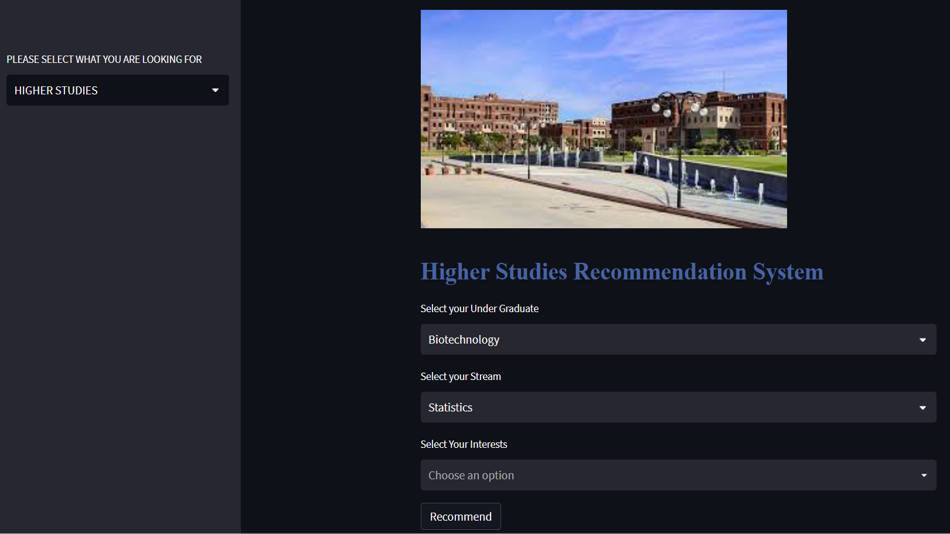 PLEASE SELECT WHAT YOU ARE LOOKING FOR
HIGHER STUDIES
Higher Studies Recommendation System
Select your Under Graduate
Biotechnology
Select your Stream
Statistics
Select Your Interests
Choose an option
Recommend